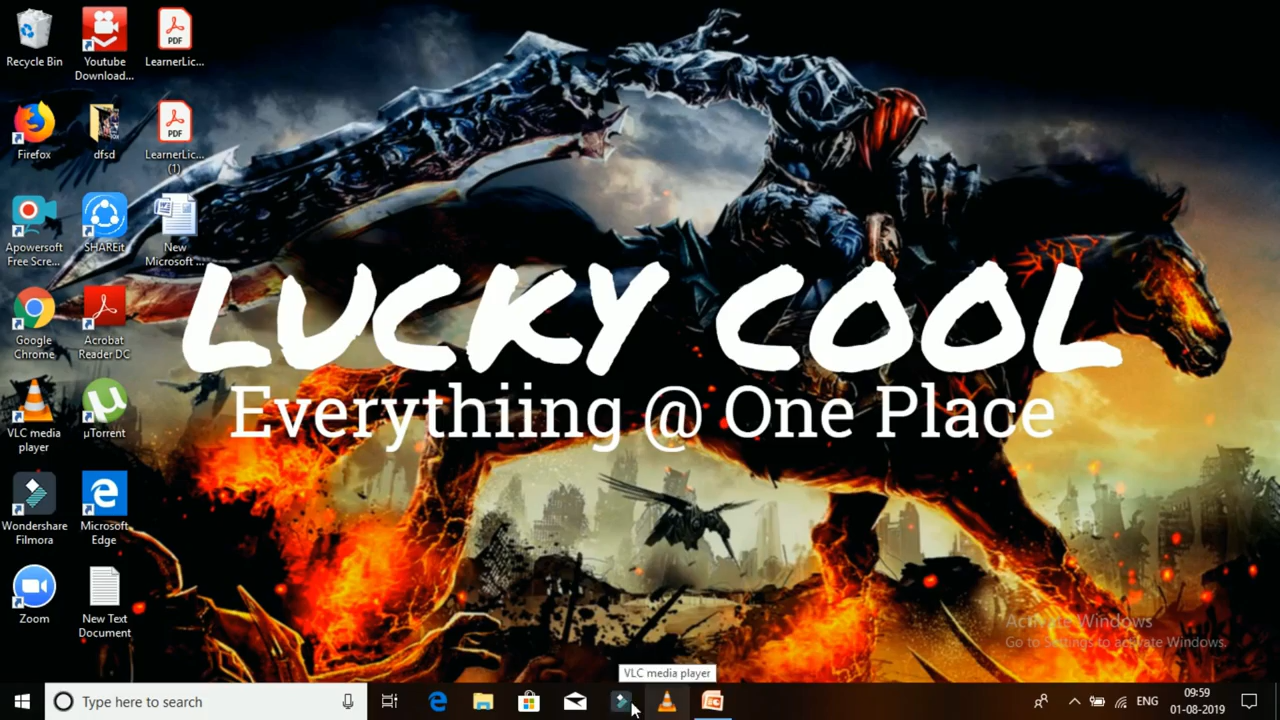 Recycle Bin
Youtube
Download...
LearnerLic...
Firefox
dfsd
LearnerLic...
(1)
Apowersoft
Free Scre...
SHAREit
New
Microsoft ...
Google
Chrome
Acrobat
Reader DC
VLC media
player
µTorrent
Wondershare
Filmora
Microsoft
Edge
Zoom
New Text
Document
LUCKY COOL
Everythiing @ One Place
Activate Windows
Go to Settings to activate Windows.
VLC media player
Type here to search
ENG
09:59
01-08-2019